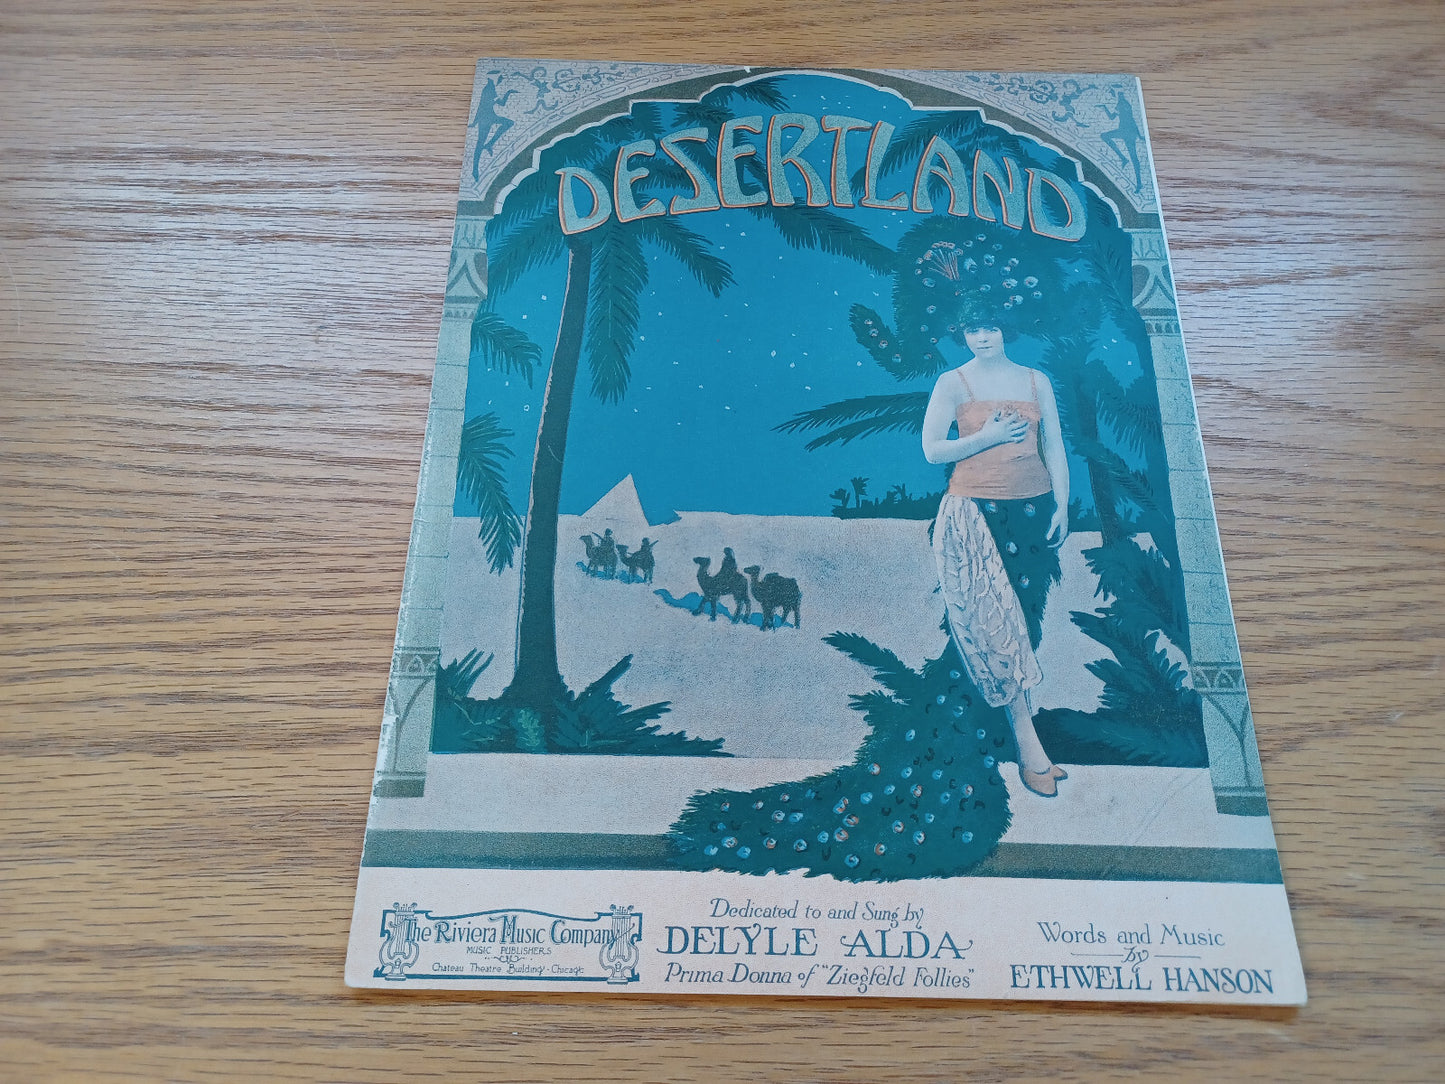 DESERTLAND
The Riviera Music Company
MUSIC PUBLISHERS
Chateau Theatre Building - Chicago
Dedicated to and Sung by
DELYLE ALDA
Prima Donna of "Ziegfeld Follies"
Words and Music
by
ETHWELL HANSON